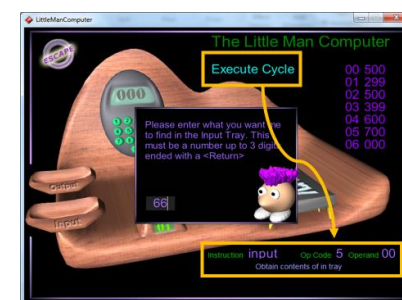 LittleManComputer
The Little Man Computer
ESCAPE
Execute Cycle
00 500
01 299
02 500
03 399
04 600
05 700
06 000
000
Please enter what you want me
to find in the Input Tray. This
must be a number up to 3 digits
ended with a <Return>
66
Output
Input
Instruction input Op Code 5 Operand 00
Obtain contents of in tray